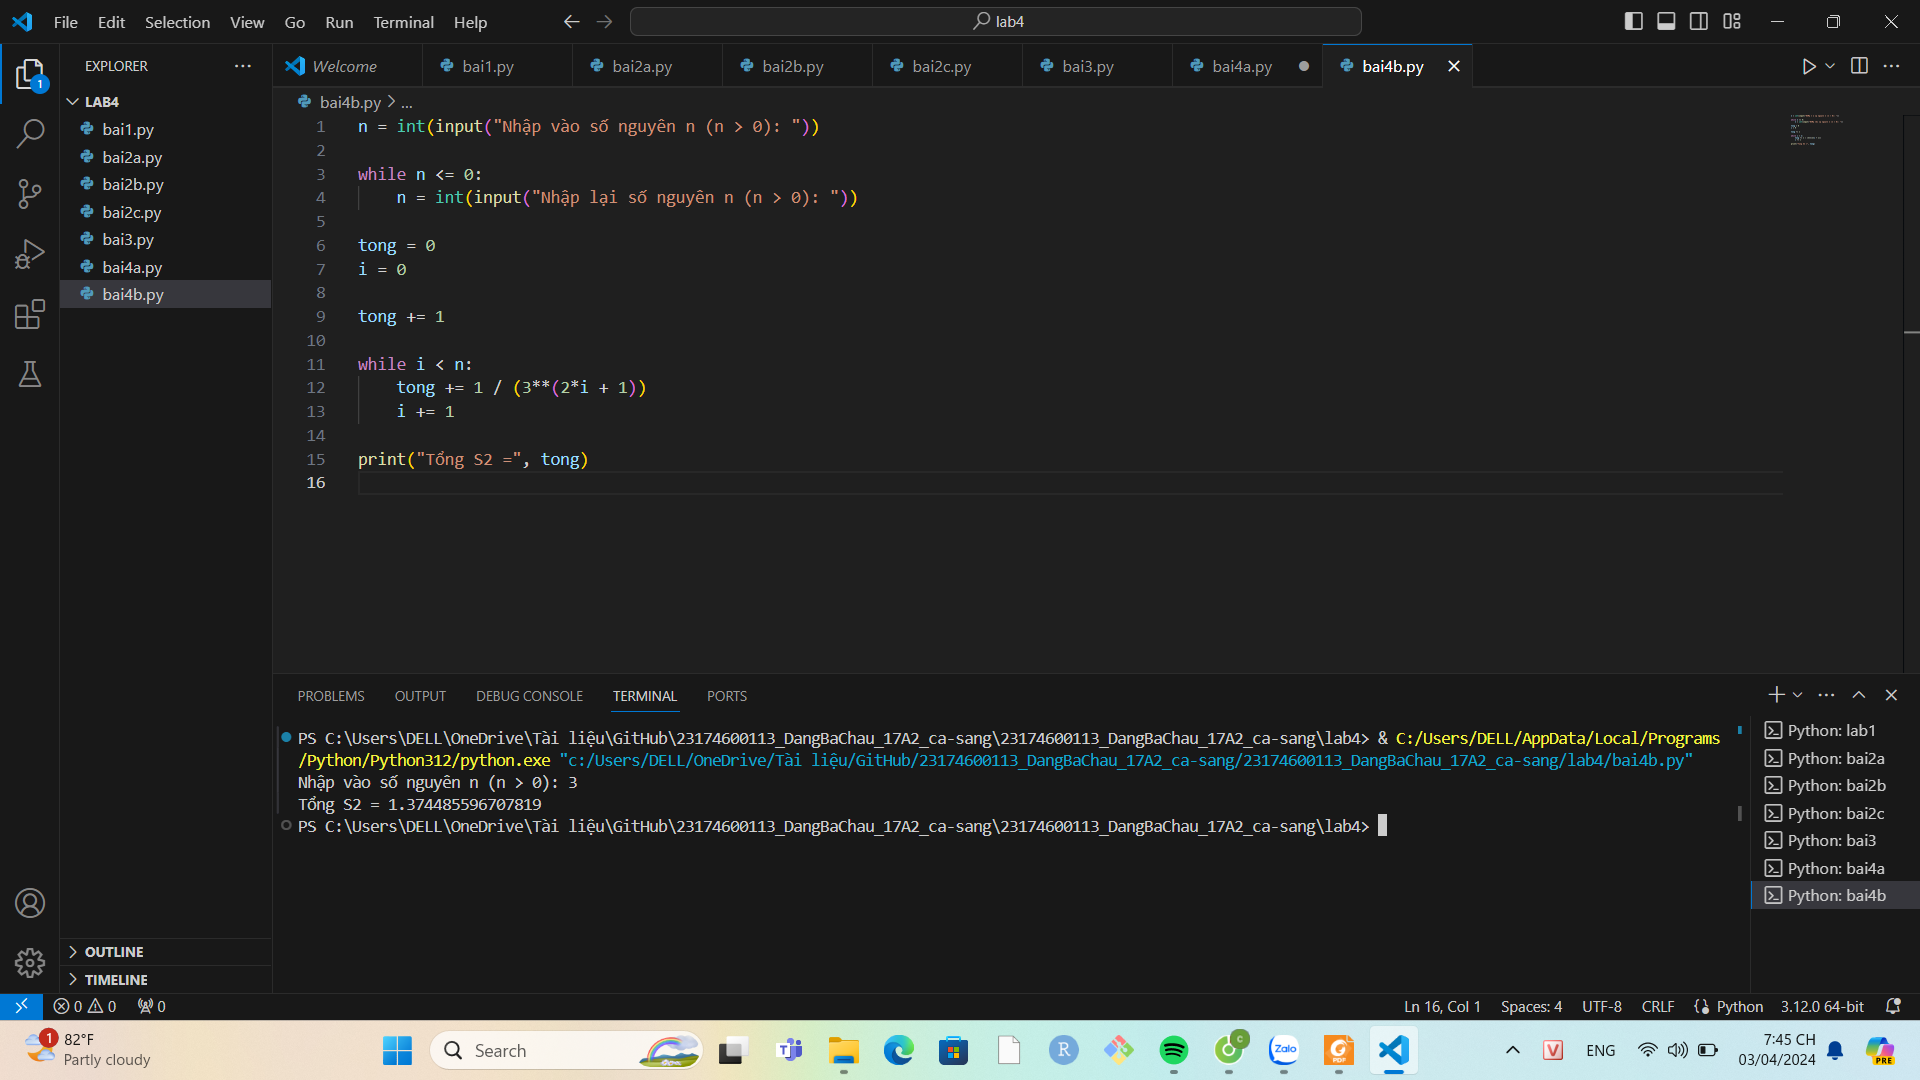 File Edit Selection View Go Run Terminal Help
lab4
EXPLORER
LAB4
bai1.py
bai2a.py
bai2b.py
bai2c.py
bai3.py
bai4a.py
bai4b.py
OUTLINE
TIMELINE
1
Welcome bai1.py bai2a.py bai2b.py bai2c.py bai3.py bai4a.py bai4b.py
bai4b.py > ...
1 n = int(input("Nhập vào số nguyên n (n > 0): "))
2
3 while n <= 0:
4 n = int(input("Nhập lại số nguyên n (n > 0): "))
5
6 tong = 0
7 i = 0
8
9 tong += 1
10
11 while i < n:
12 tong += 1 / (3**(2*i + 1))
13 i += 1
14
15 print("Tổng S2 =", tong)
16
PROBLEMS OUTPUT DEBUG CONSOLE TERMINAL PORTS
PS C:\Users\DELL\OneDrive\Tài liệu\GitHub\23174600113_DangBaChau_17A2_ca-sang\23174600113_DangBaChau_17A2_ca-sang\lab4> & C:/Users/DELL/AppData/Local/Programs
/Python/Python312/python.exe "c:/Users/DELL/OneDrive/Tài liệu/GitHub/23174600113_DangBaChau_17A2_ca-sang/23174600113_DangBaChau_17A2_ca-sang/lab4/bai4b.py"
Nhập vào số nguyên n (n > 0): 3
Tổng S2 = 1.374485596707819
PS C:\Users\DELL\OneDrive\Tài liệu\GitHub\23174600113_DangBaChau_17A2_ca-sang\23174600113_DangBaChau_17A2_ca-sang\lab4>
Python: lab1
Python: bai2a
Python: bai2b
Python: bai2c
Python: bai3
Python: bai4a
Python: bai4b
0 0 0
Ln 16, Col 1 Spaces: 4 UTF-8 CRLF Python 3.12.0 64-bit
1
82°F
Partly cloudy
Search
R
C
Zalo
PDF
V
ENG
7:45 CH
03/04/2024
PRE